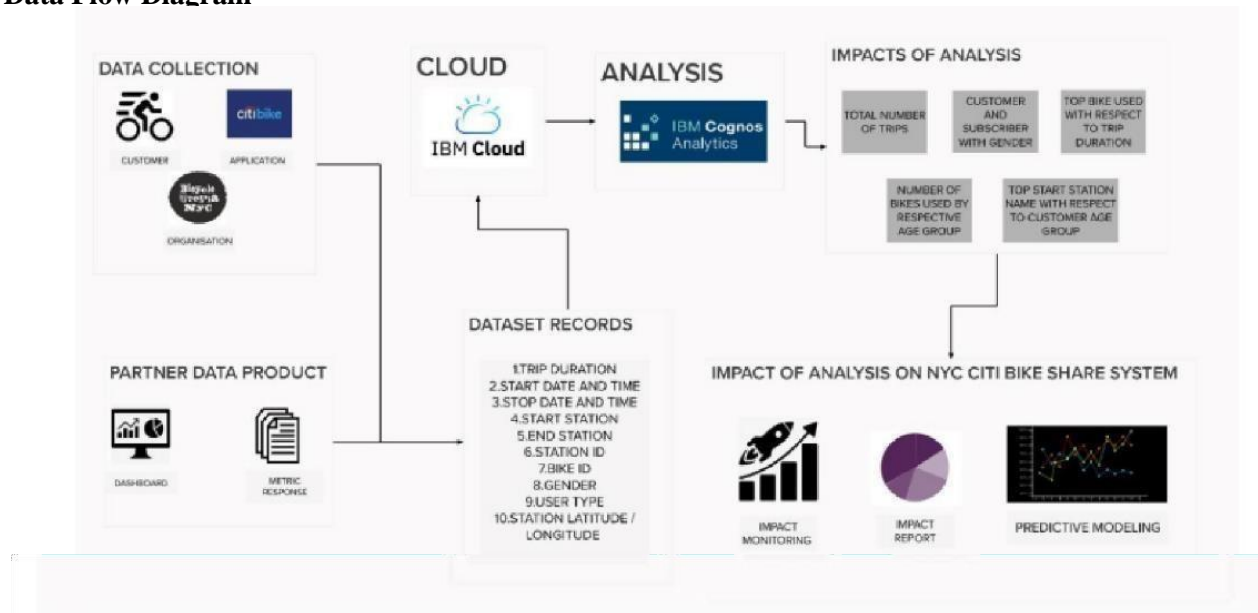 Data Flow Diagram
DATA COLLECTION
CUSTOMER
citibike
APPLICATION
NYC
ORGANISATION
CLOUD
IBM Cloud
ANALYSIS
IBM Cognos
Analytics
IMPACTS OF ANALYSIS
TOTAL NUMBER
OF TRIPS
CUSTOMER
AND
SUBSCRIBER
WITH GENDER
TOP BIKE USED
WITH RESPECT
TO TRIP
DURATION
NUMBER OF
BIKES USED BY
RESPECTIVE
AGE GROUP
TOP START STATION
NAME WITH RESPECT
TO CUSTOMER AGE
GROUP
PARTNER DATA PRODUCT
DASHBOARD
METRIC
RESPONSE
DATASET RECORDS
1.TRIP DURATION
2.START DATE AND TIME
3.STOP DATE AND TIME
4.START STATION
5.END STATION
6.STATION ID
7.BIKE ID
8.GENDER
9.USER TYPE
10.STATION LATITUDE /
LONGITUDE
IMPACT OF ANALYSIS ON NYC CITI BIKE SHARE SYSTEM
IMPACT
MONITORING
IMPACT
REPORT
PREDICTIVE MODELING